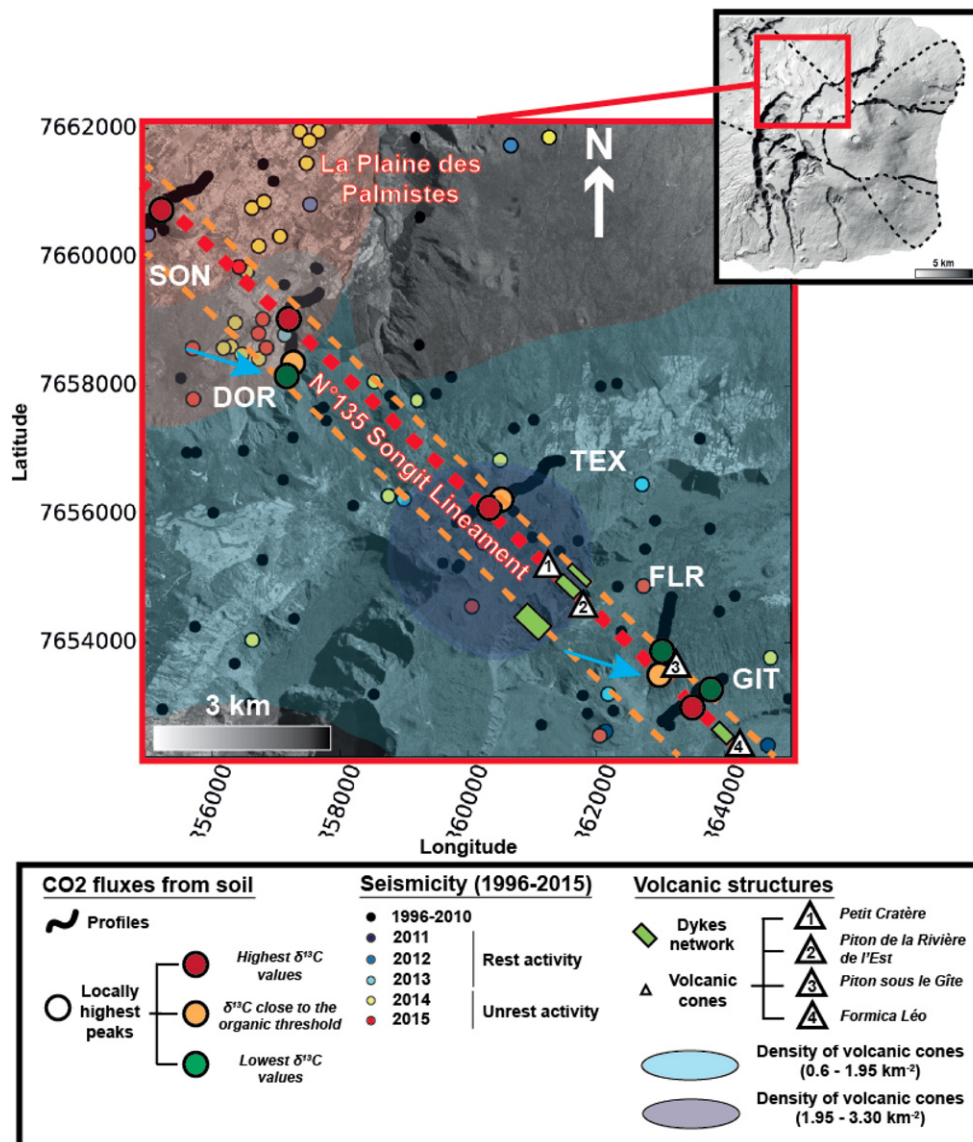 5 km
7662000
7660000
7658000
7656000
7654000
Latitude
N
La Plaine des
Palmistes
SON
DOR
N°135 Songit Lineament
TEX
FLR
GIT
1
2
3
4
3 km
356000
358000
360000
362000
364000
Longitude
CO2 fluxes from soil
Profiles
Locally
highest
peaks
Highest δ¹³C
values
δ¹³C close to the
organic threshold
Lowest δ¹³C
values
Seismicity (1996-2015)
1996-2010
2011
2012
2013
2014
2015
Rest activity
Unrest activity
Volcanic structures
Dykes
network
Volcanic
cones
1 Petit Cratère
2 Piton de la Rivière
de l'Est
3 Piton sous le Gîte
4 Formica Léo
Density of volcanic cones
(0.6 - 1.95 km⁻²)
Density of volcanic cones
(1.95 - 3.30 km⁻²)